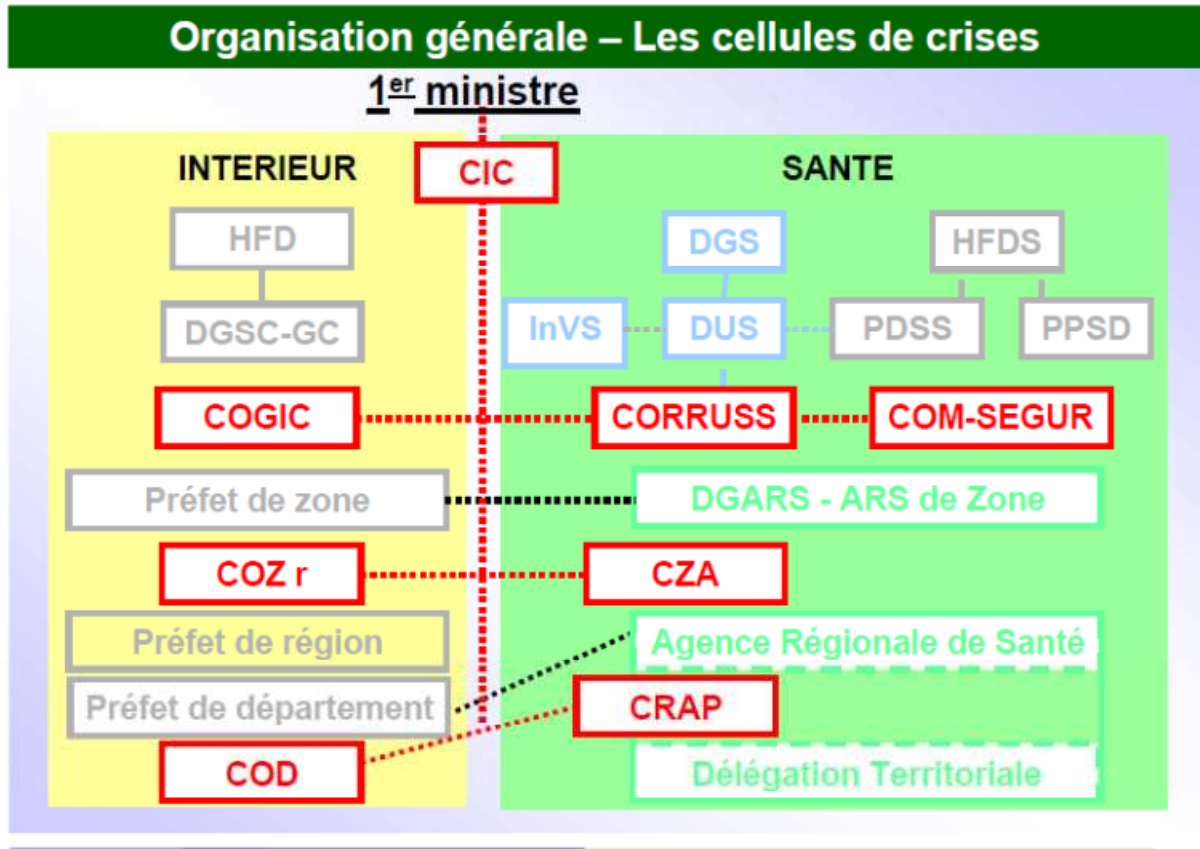 Organisation générale – Les cellules de crises
1er ministre
INTERIEUR
CIC
SANTE
HFD
DGS
HFDS
DGSC-GC
InVS
DUS
PDSS
PPSD
COGIC
CORRUSS
COM-SEGUR
Préfet de zone
DGARS - ARS de Zone
COZ r
CZA
Préfet de région
Agence Régionale de Santé
Préfet de département
CRAP
COD
Délégation Territoriale